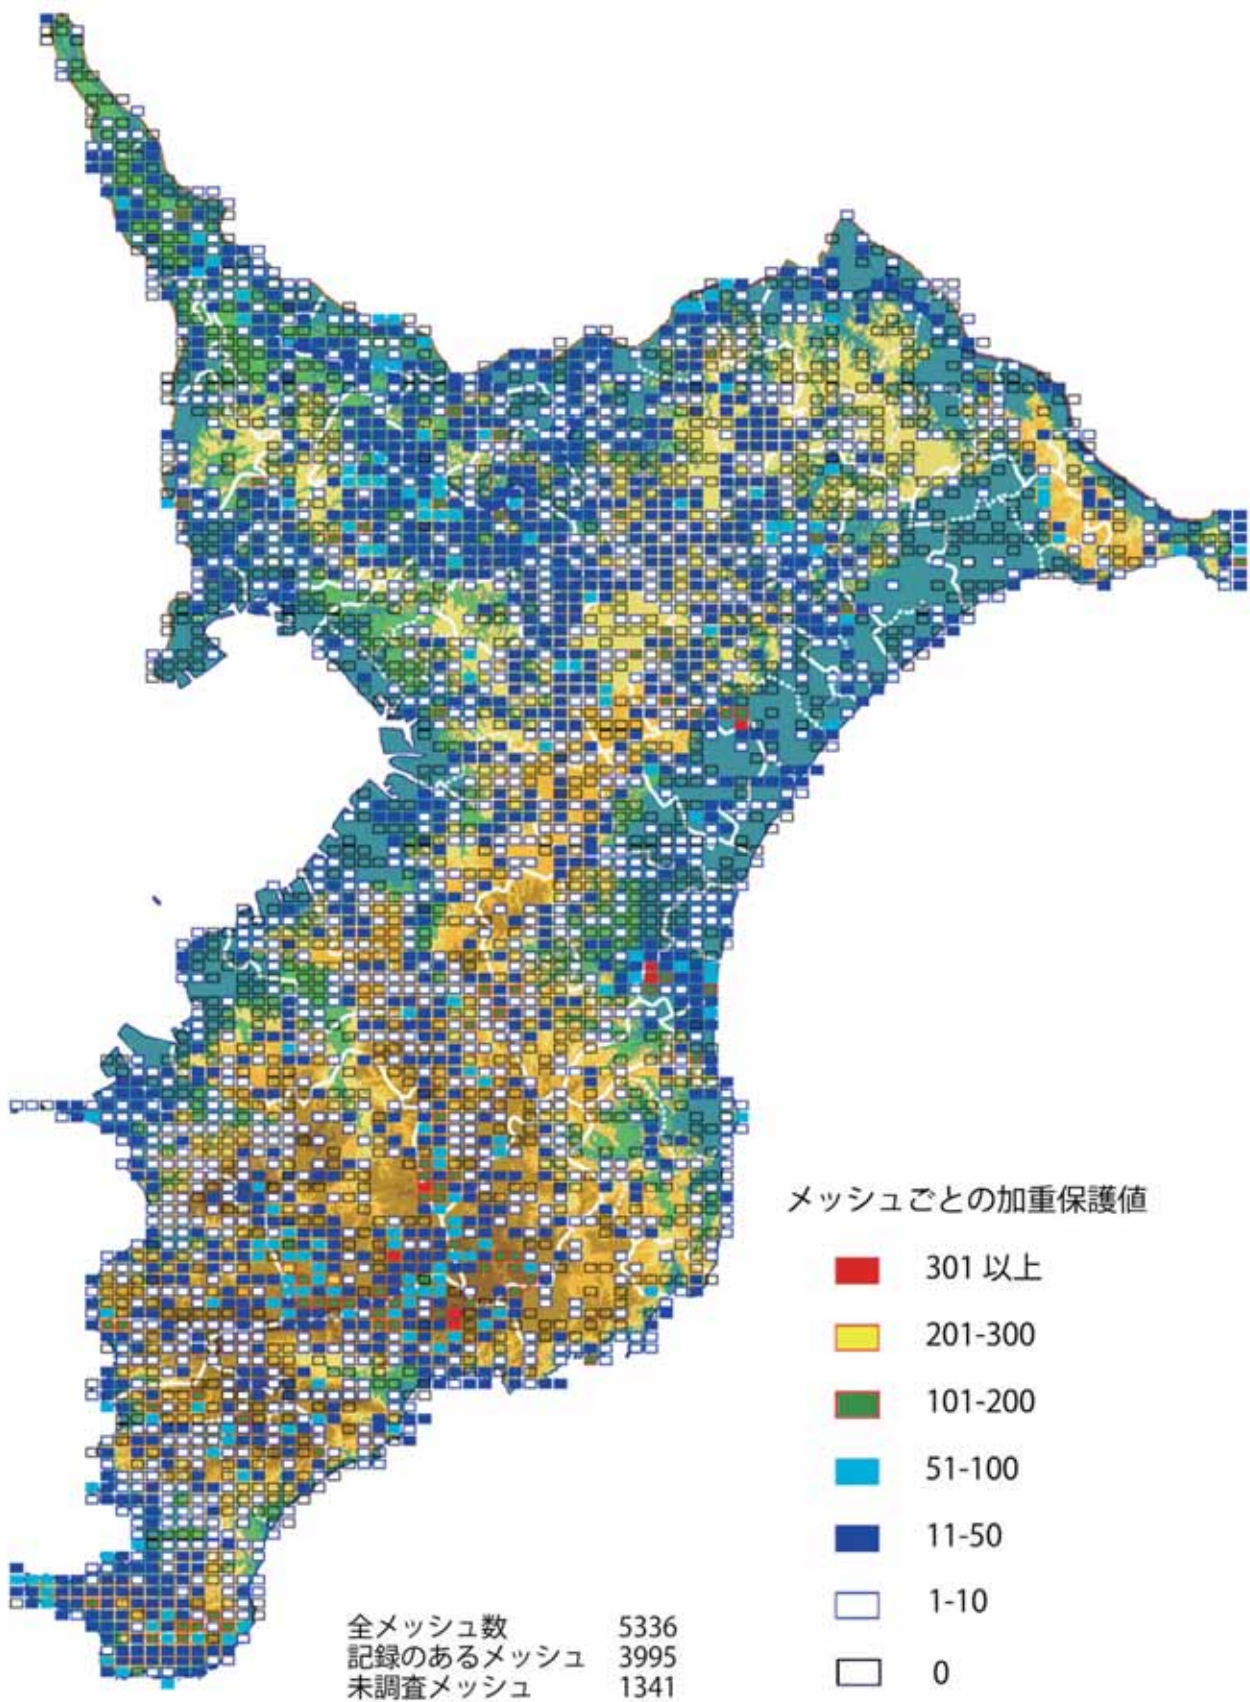 メッシュごとの加重保護値
301 以上
201-300
101-200
51-100
11-50
1-10
0
全メッシュ数 5336
記録のあるメッシュ 3995
未調査メッシュ 1341